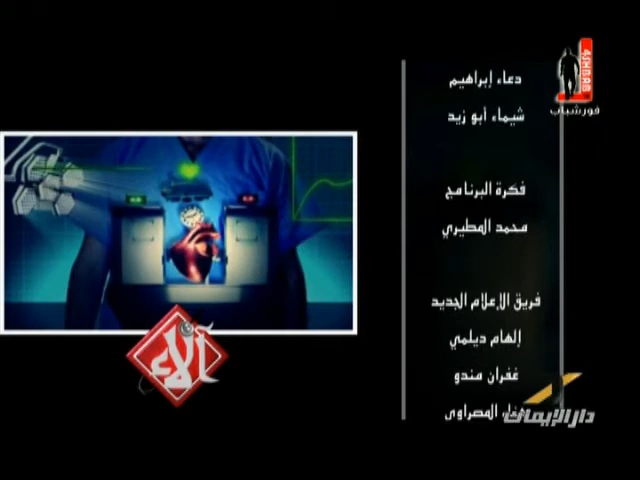 دعاء إبراهيم
شيماء أبو زيد
فكرة البرنامج
محمد المطيري
فريق الإعلام الجديد
إلهام ديلمي
غفران مندو
المصراوي
4SHBAB
فورشباب
آلاء
دار الإيمان